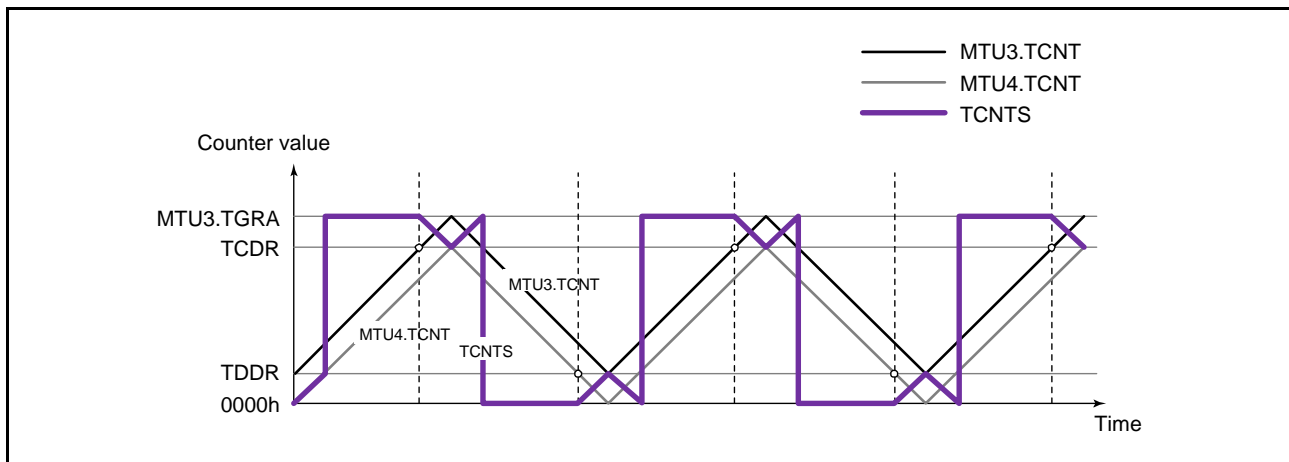 MTU3.TCNT
MTU4.TCNT
TCNTS
Counter value
MTU3.TGRA
TCDR
MTU3.TCNT
MTU4.TCNT
TCNTS
TDDR
0000h
Time